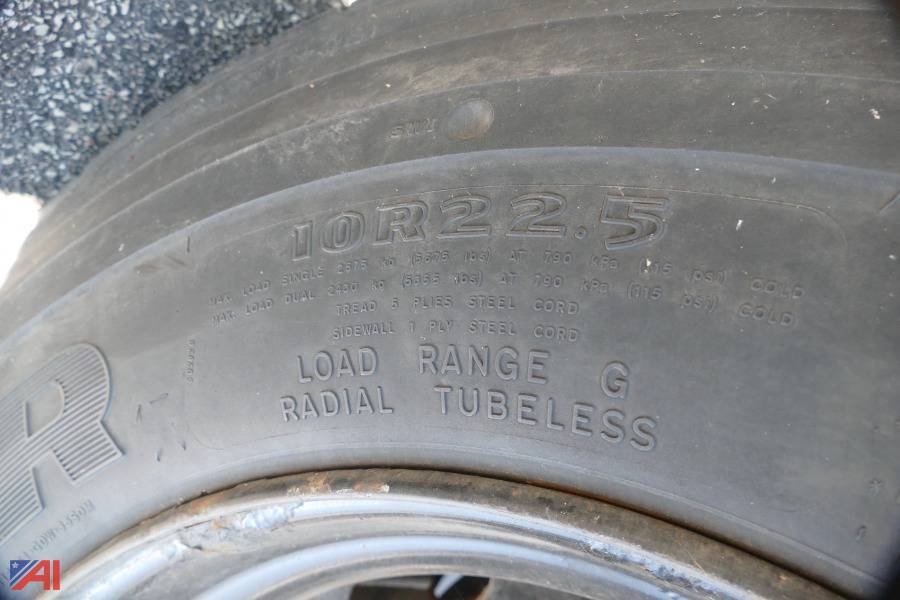 10R22.5
MAX. LOAD SINGLE 2575 kg (5675 lbs) AT 790 kPa (115 psi) COLD
MAX. LOAD DUAL 2430 kg (5355 lbs) AT 790 kPa (115 psi) COLD
TREAD 5 PLIES STEEL CORD
SIDEWALL 1 PLY STEEL CORD
LOAD RANGE G
RADIAL TUBELESS
R
AI